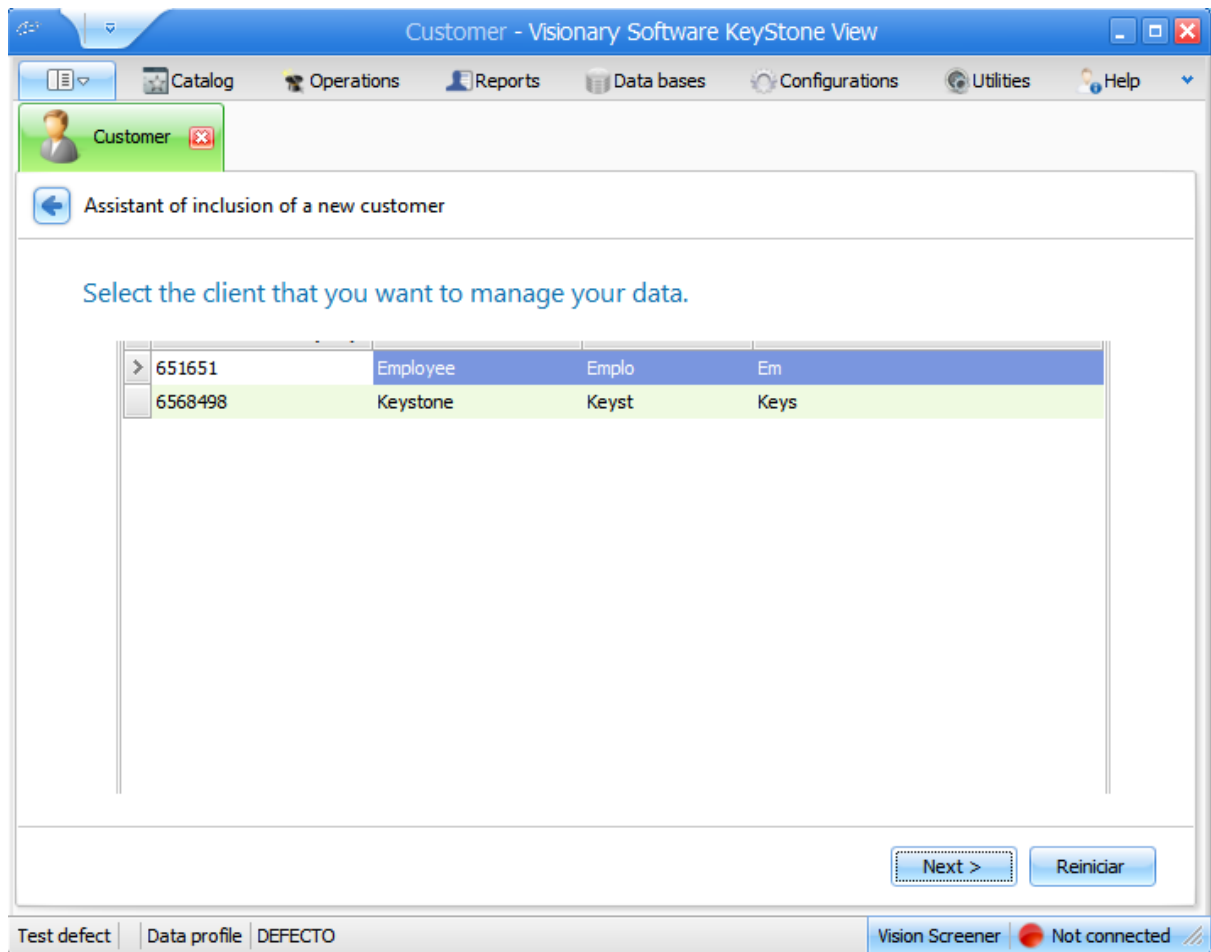 Customer - Visionary Software KeyStone View
Catalog Operations Reports Data bases Configurations Utilities Help
Customer
Assistant of inclusion of a new customer
Select the client that you want to manage your data.
651651 Employee Emplo Em
6568498 Keystone Keyst Keys
Next > Reiniciar
Test defect Data profile DEFECTO Vision Screener Not connected